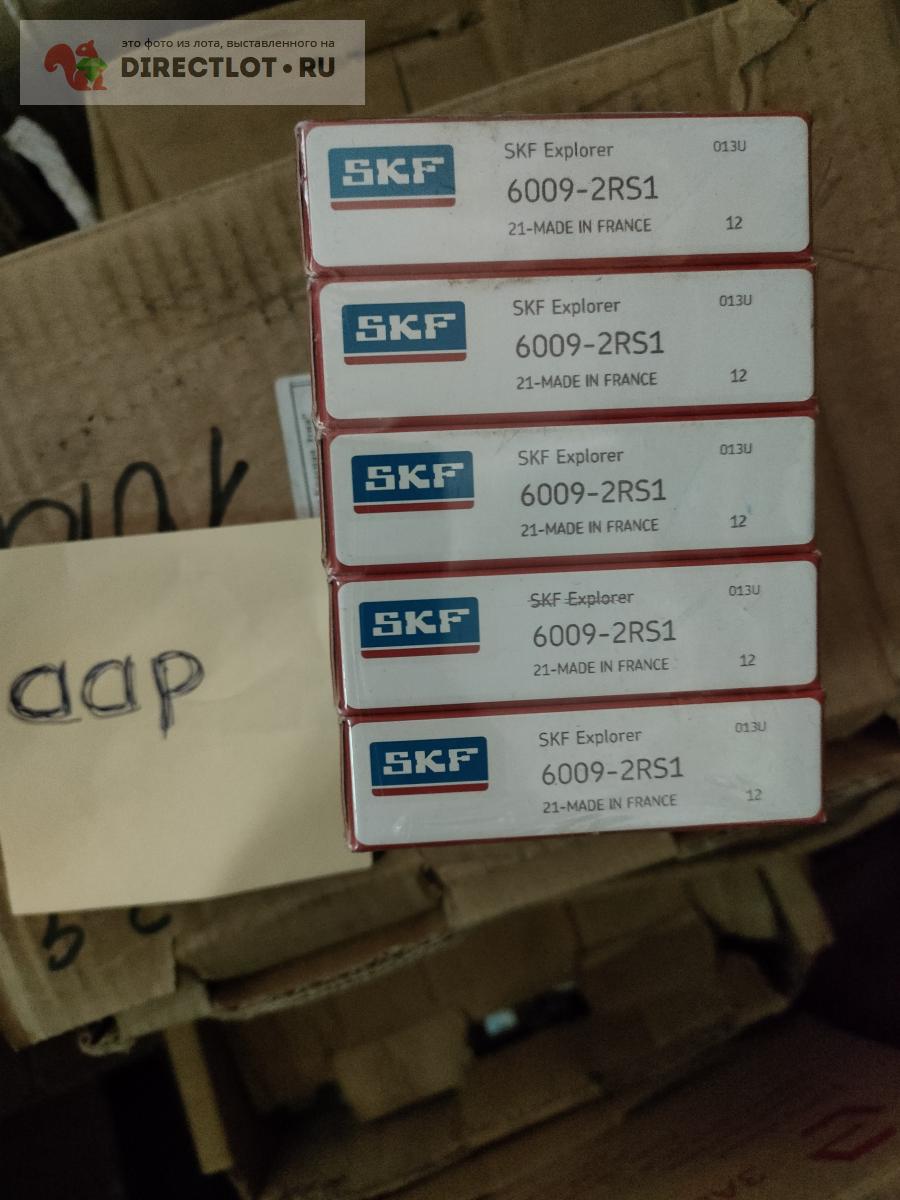 это фото из лота, выставленного на
DIRECTLOT•RU
SKF
SKF Explorer
013U
6009-2RS1
21-MADE IN FRANCE
12
SKF
SKF Explorer
013U
6009-2RS1
21-MADE IN FRANCE
12
SKF
SKF Explorer
013U
6009-2RS1
21-MADE IN FRANCE
12
SKF
SKF Explorer
013U
6009-2RS1
21-MADE IN FRANCE
12
SKF
SKF Explorer
013U
6009-2RS1
21-MADE IN FRANCE
12
aap